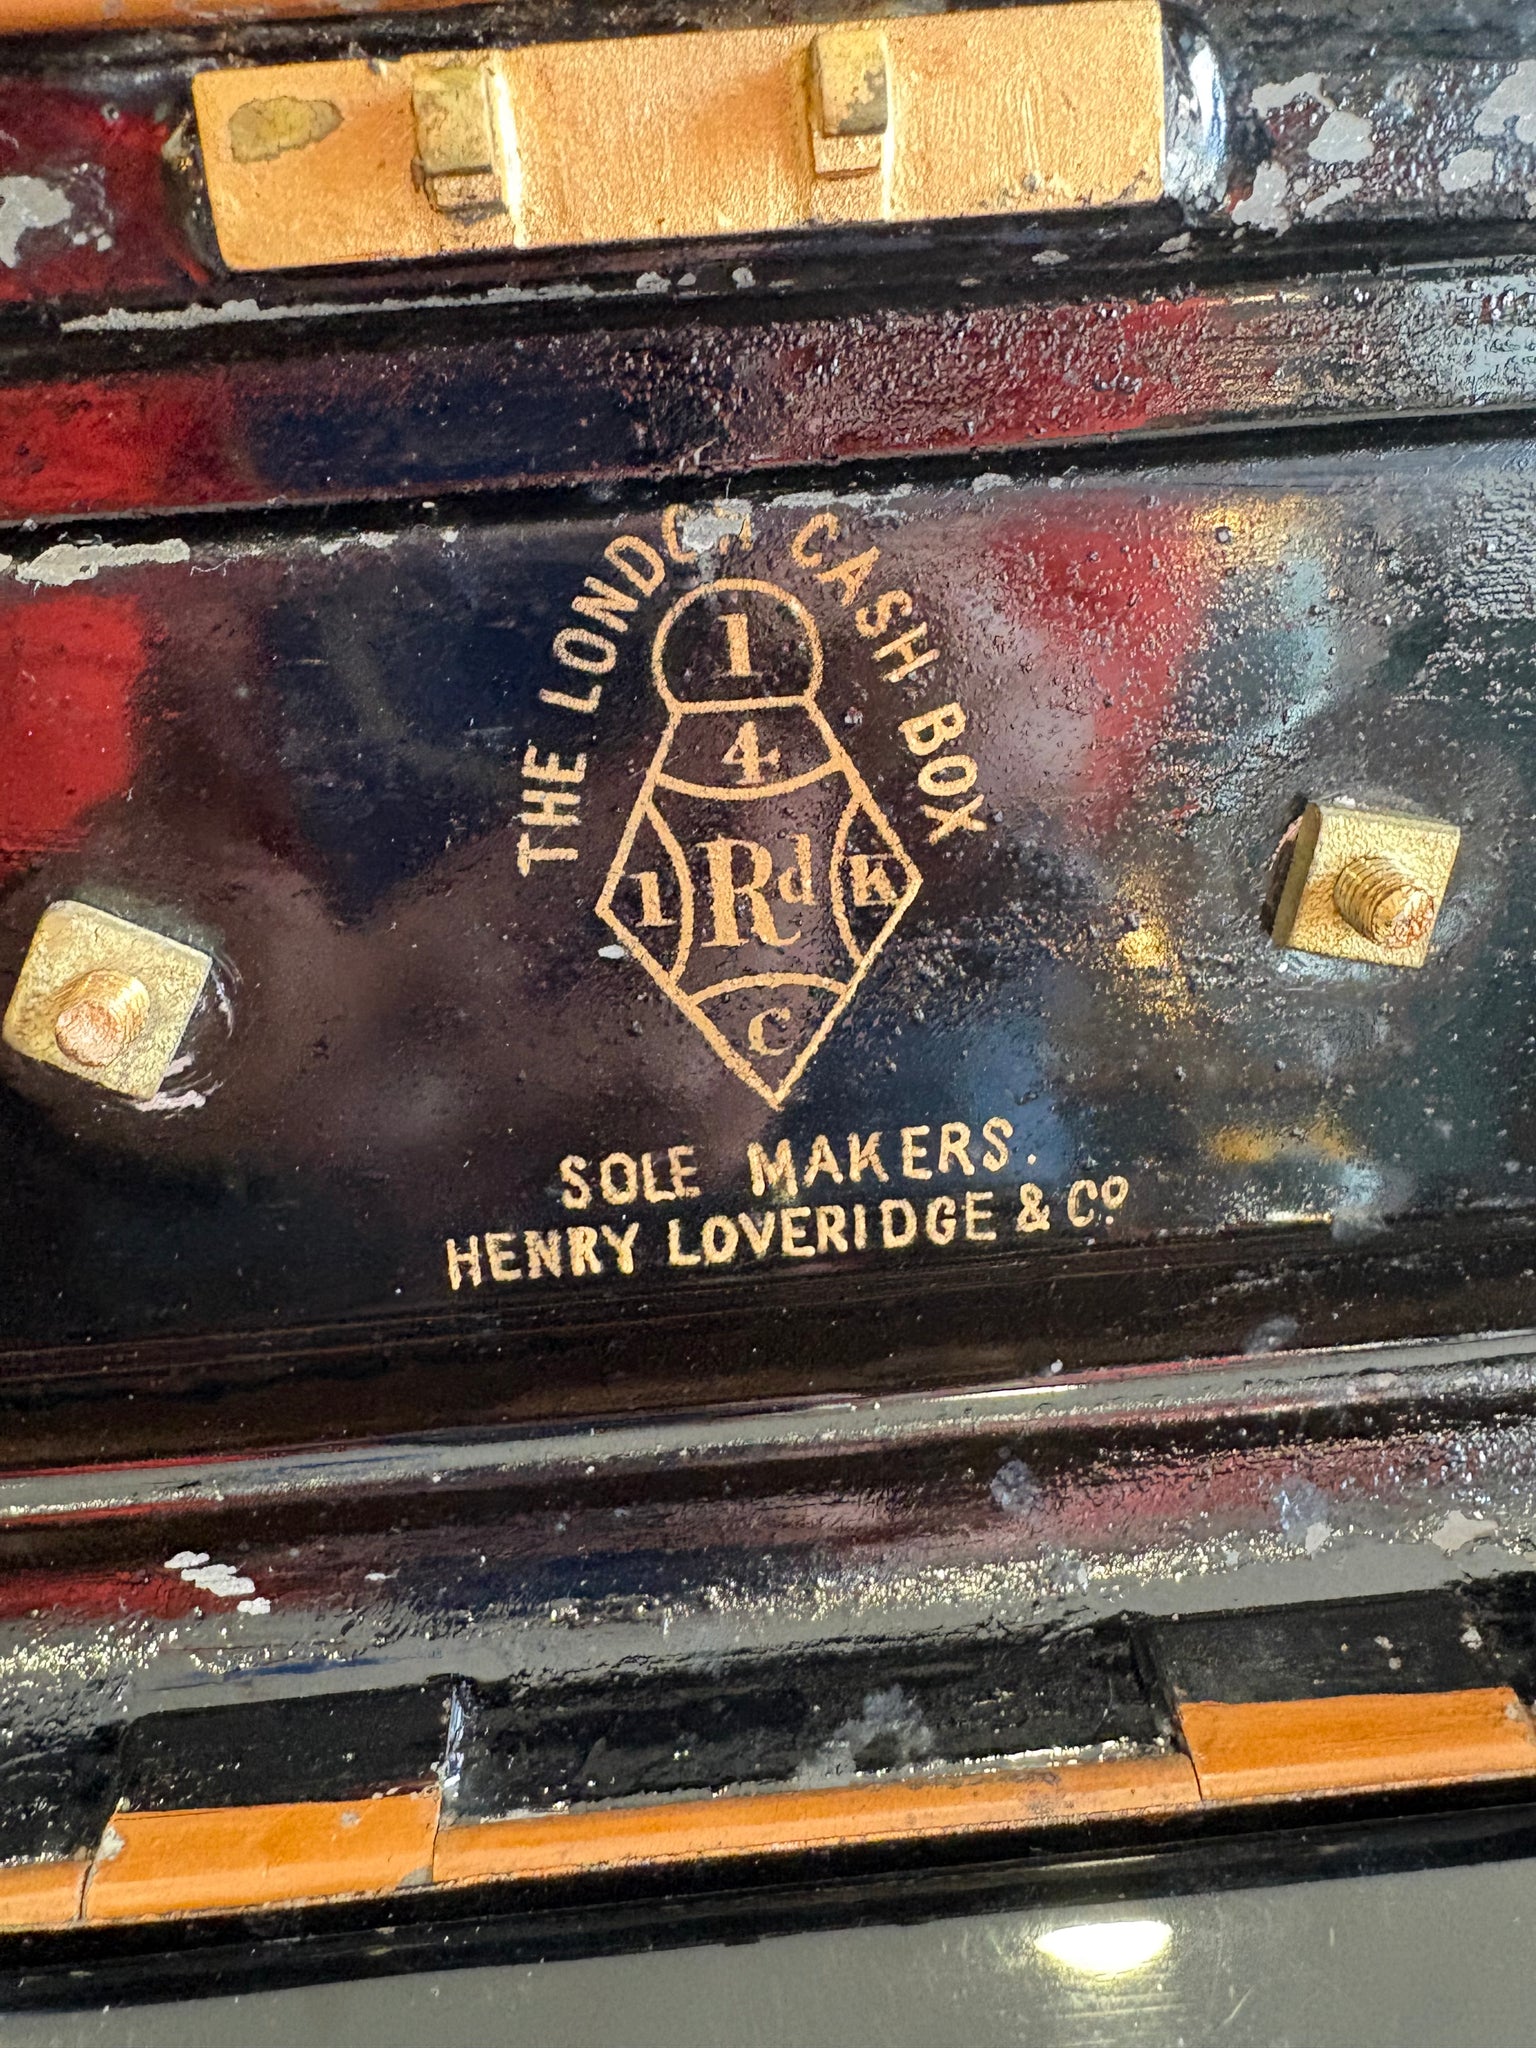 THE LONDON CASH BOX
1
4
1 Rd K
C
SOLE MAKERS.
HENRY LOVERIDGE & Co